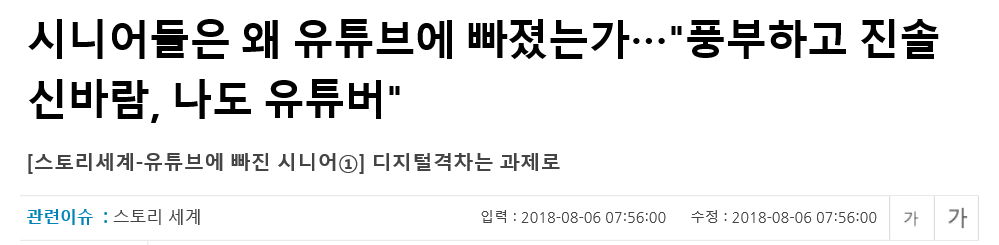 시니어들은 왜 유튜브에 빠졌는가…"풍부하고 진솔
신바람, 나도 유튜버"
[스토리세계-유튜브에 빠진 시니어①] 디지털격차는 과제로
관련이슈 : 스토리 세계 입력 : 2018-08-06 07:56:00 수정 : 2018-08-06 07:56:00 가 가